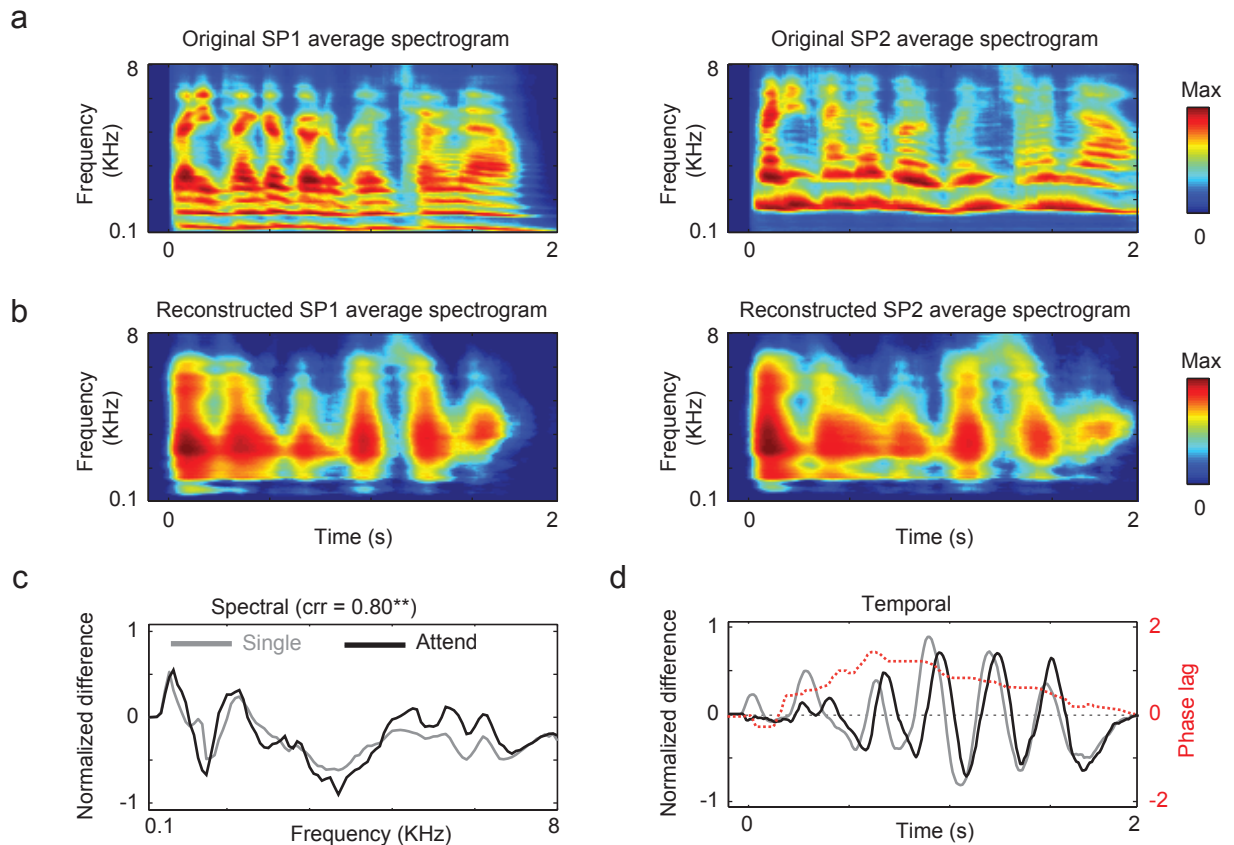 a
Original SP1 average spectrogram
Original SP2 average spectrogram
8
Frequency
(KHz)
0.1
0
2
8
Frequency
(KHz)
0.1
0
2
Max
0
b
Reconstructed SP1 average spectrogram
Reconstructed SP2 average spectrogram
8
Frequency
(KHz)
0.1
0
2
Time (s)
8
Frequency
(KHz)
0.1
0
2
Time (s)
Max
0
c
Spectral (crr = 0.80**)
Single
Attend
1
0
-1
Normalized difference
0.1
8
Frequency (KHz)
d
Temporal
1
0
-1
Normalized difference
2
0
-2
Phase lag
0
2
Time (s)